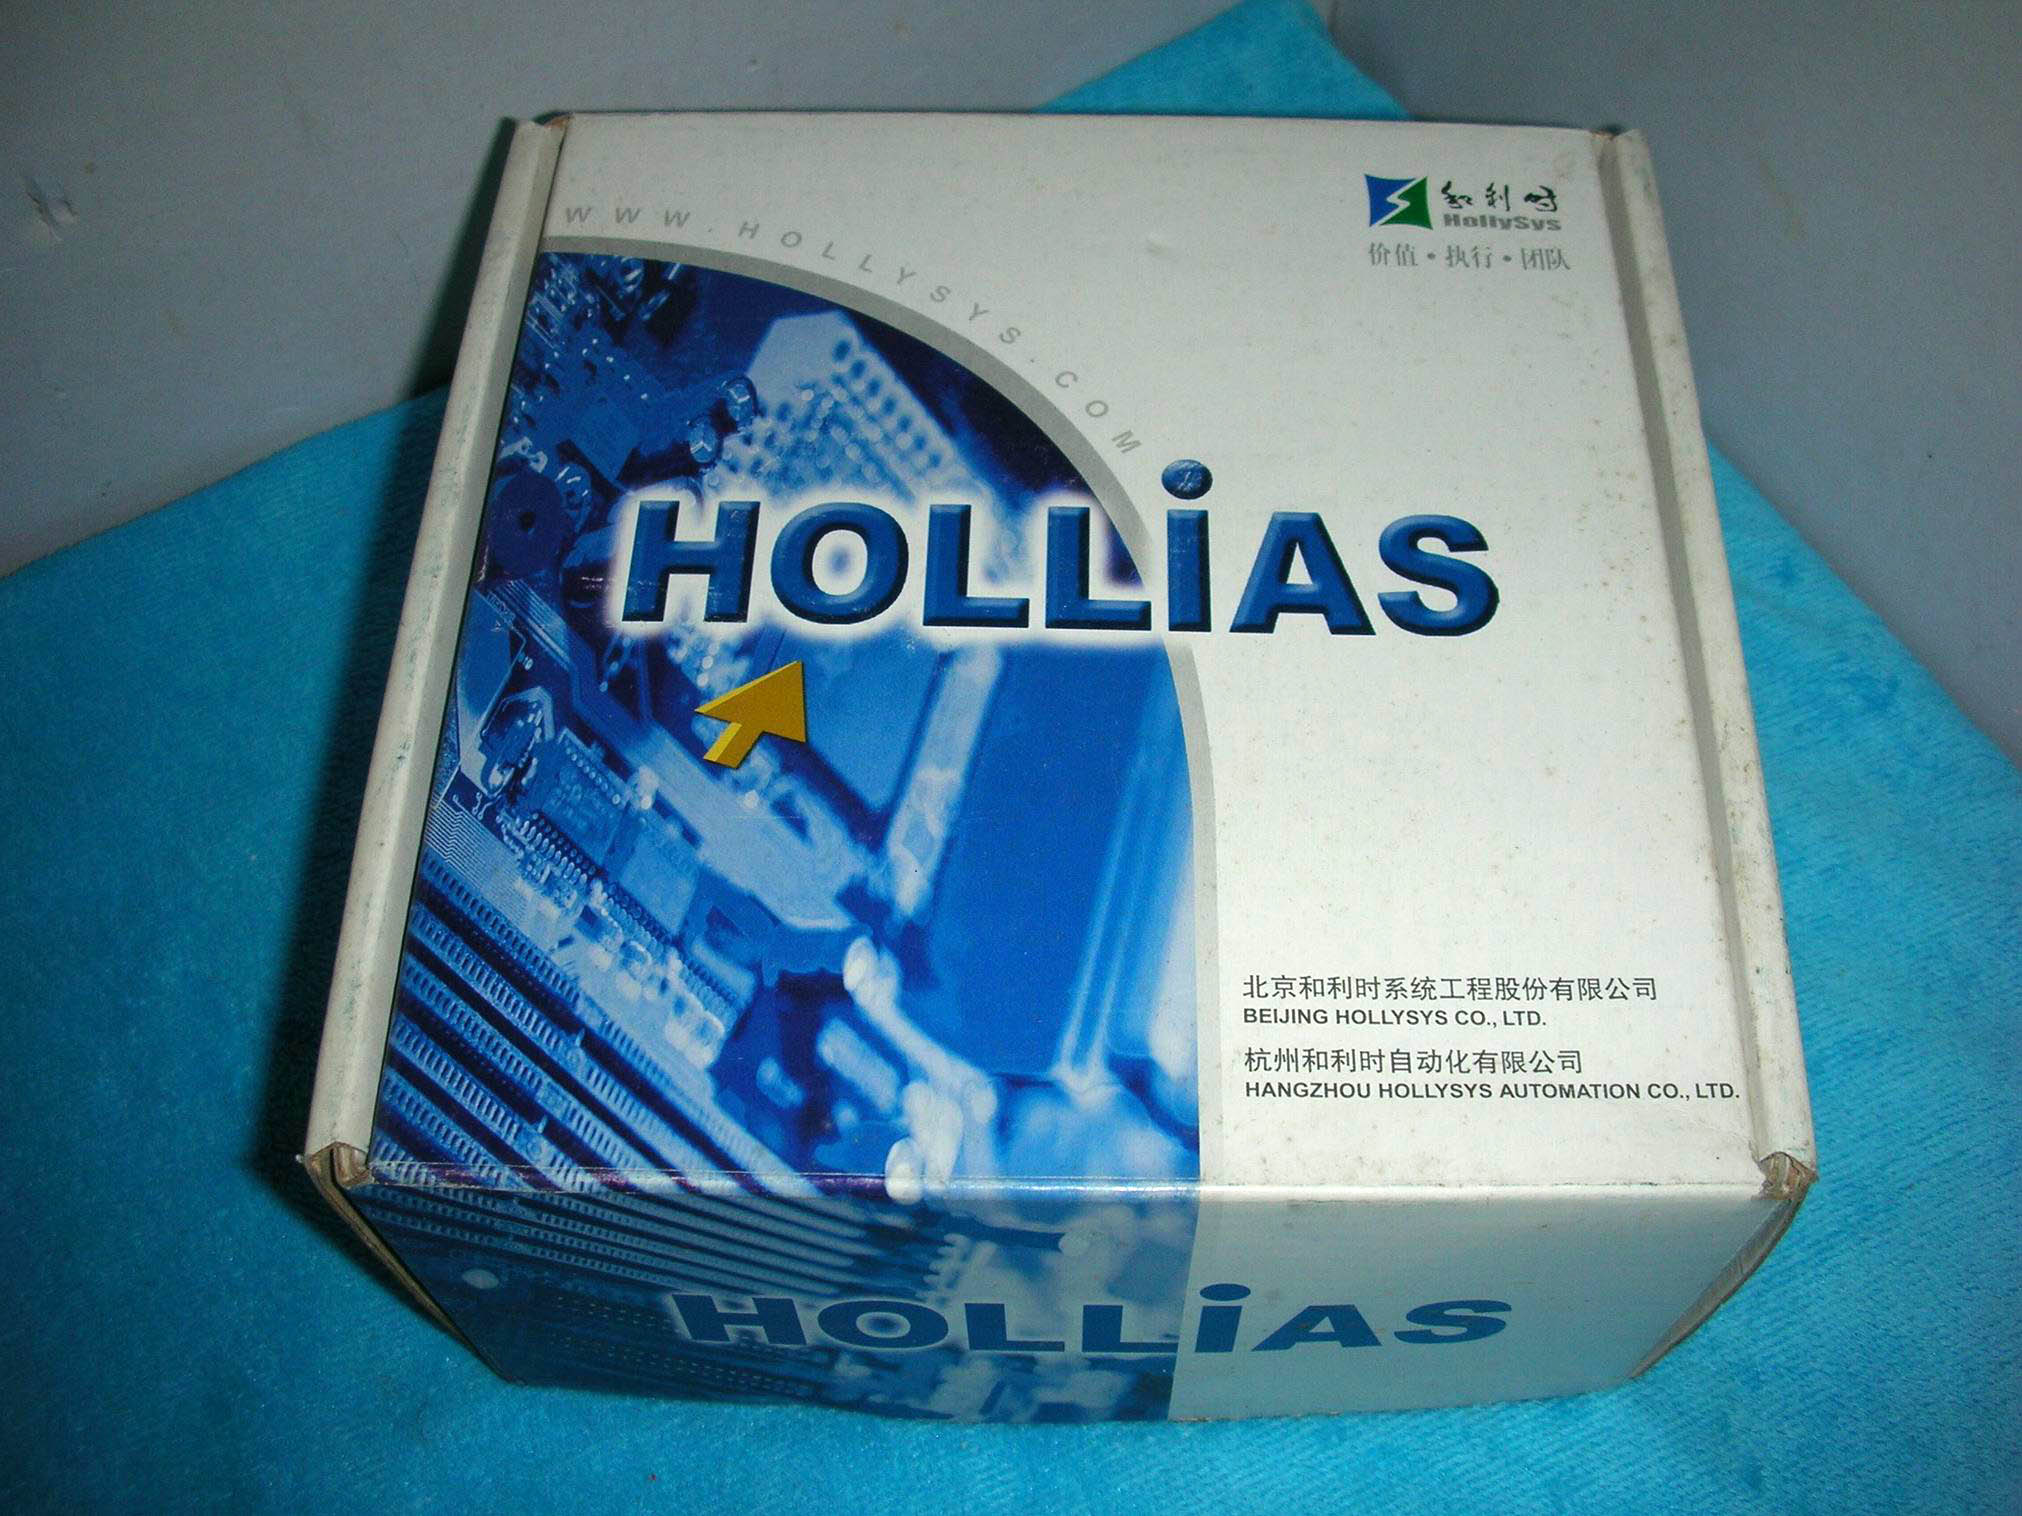 WWW.HOLLYSYS.COM
和利时
HollySys
价值·执行·团队
HOLLiAS
北京和利时系统工程股份有限公司
BEIJING HOLLYSYS CO., LTD.
杭州和利时自动化有限公司
HANGZHOU HOLLYSYS AUTOMATION CO., LTD.
HOLLiAS